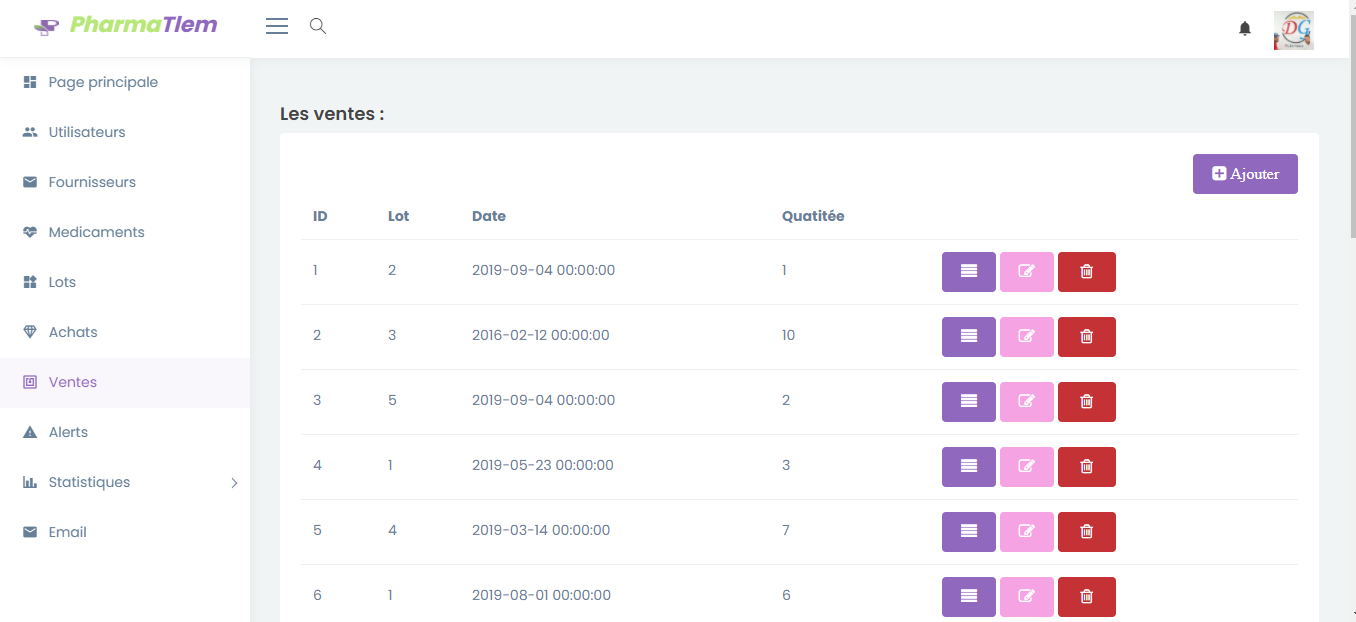 PharmaTlem
Page principale
Utilisateurs
Fournisseurs
Medicaments
Lots
Achats
Ventes
Alerts
Statistiques
Email
Les ventes :
Ajouter
ID Lot Date Quatitée
1 2 2019-09-04 00:00:00 1
2 3 2016-02-12 00:00:00 10
3 5 2019-09-04 00:00:00 2
4 1 2019-05-23 00:00:00 3
5 4 2019-03-14 00:00:00 7
6 1 2019-08-01 00:00:00 6
DG